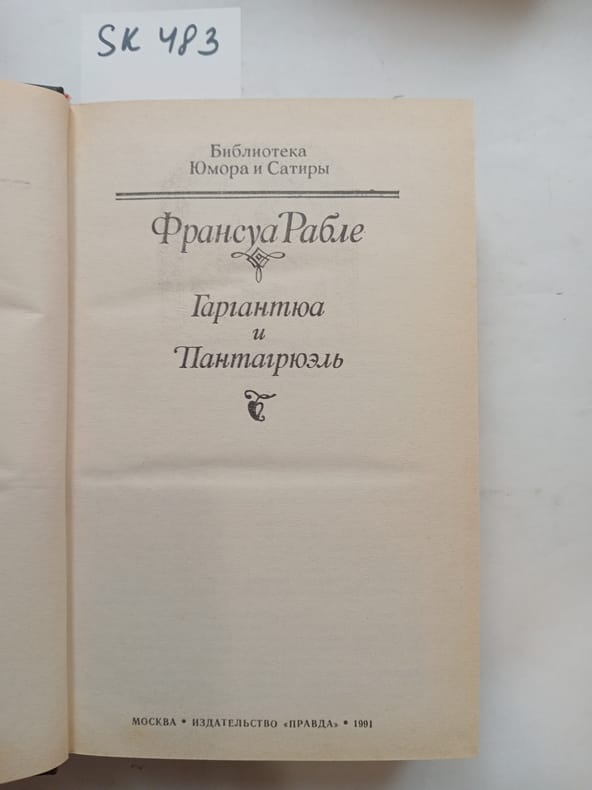 SK 483
Библиотека
Юмора и Сатиры
Франсуа Рабле
Гаргантюа
и
Пантагрюэль
МОСКВА • ИЗДАТЕЛЬСТВО «ПРАВДА» • 1991